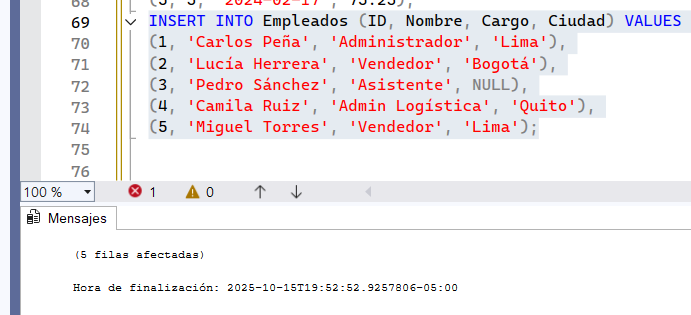 68 (5, 5, '2024-02-17', 75.25),
69 INSERT INTO Empleados (ID, Nombre, Cargo, Ciudad) VALUES
70 (1, 'Carlos Peña', 'Administrador', 'Lima'),
71 (2, 'Lucía Herrera', 'Vendedor', 'Bogotá'),
72 (3, 'Pedro Sánchez', 'Asistente', NULL),
73 (4, 'Camila Ruiz', 'Admin Logística', 'Quito'),
74 (5, 'Miguel Torres', 'Vendedor', 'Lima');
75
76
100 % 1 0
Mensajes
(5 filas afectadas)
Hora de finalización: 2025-10-15T19:52:52.9257806-05:00